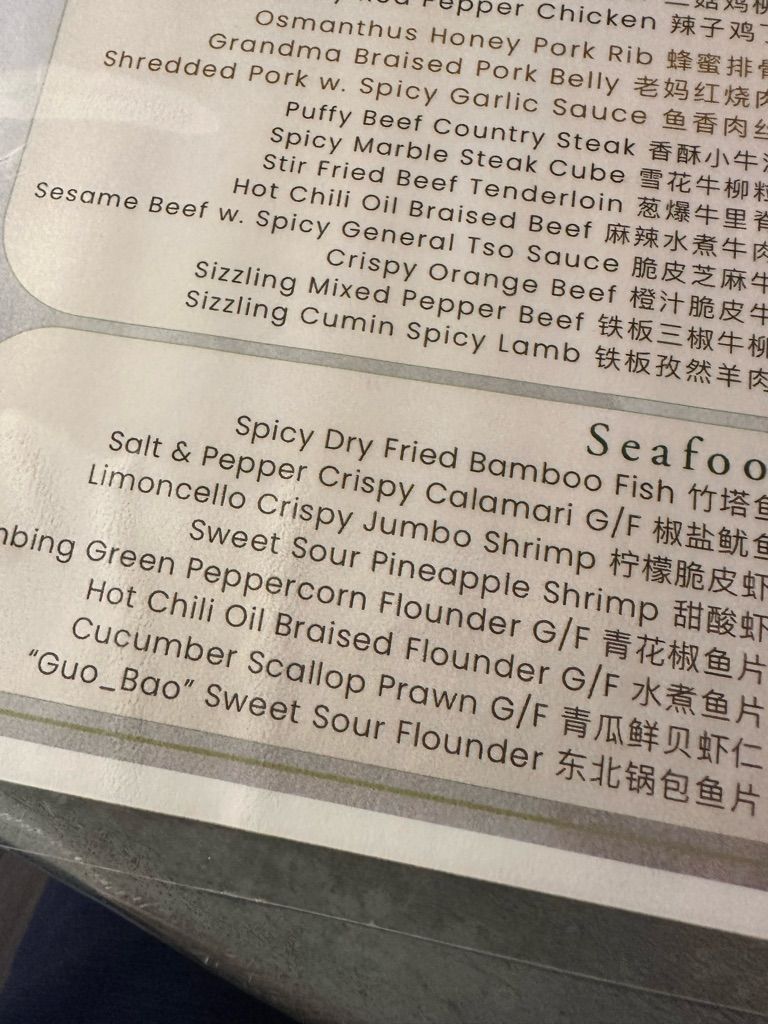 Pepper Chicken 辣子鸡丁
Osmanthus Honey Pork Rib 蜂蜜排骨
Grandma Braised Pork Belly 老妈红烧肉
Shredded Pork w. Spicy Garlic Sauce 鱼香肉丝
Puffy Beef Country Steak 香酥小牛
Spicy Marble Steak Cube 雪花牛柳粒
Stir Fried Beef Tenderloin 葱爆牛里脊
Hot Chili Oil Braised Beef 麻辣水煮牛肉
Sesame Beef w. Spicy General Tso Sauce 脆皮芝麻牛
Crispy Orange Beef 橙汁脆皮牛
Sizzling Mixed Pepper Beef 铁板三椒牛柳
Sizzling Cumin Spicy Lamb 铁板孜然羊肉
Seafoo
Spicy Dry Fried Bamboo Fish 竹塔鱼
Salt & Pepper Crispy Calamari G/F 椒盐鱿鱼
Limoncello Crispy Jumbo Shrimp 柠檬脆皮虾
Sweet Sour Pineapple Shrimp 甜酸虾
nbing Green Peppercorn Flounder G/F 青花椒鱼片
Hot Chili Oil Braised Flounder G/F 水煮鱼片
Cucumber Scallop Prawn G/F 青瓜鲜贝虾仁
“Guo_Bao” Sweet Sour Flounder 东北锅包鱼片